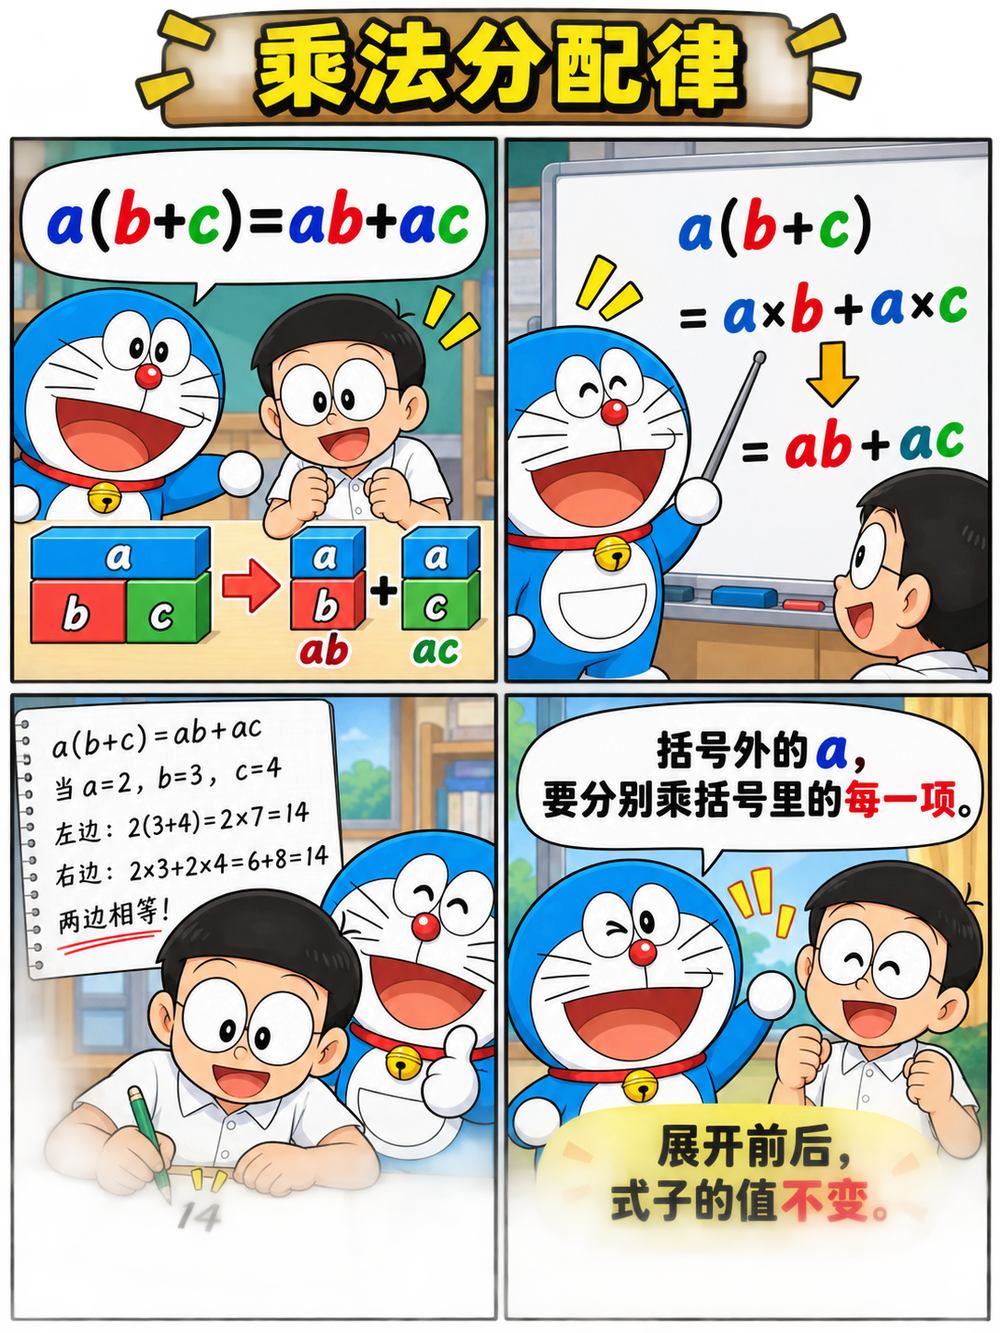 乘法分配律
a(b+c)=ab+ac
a
b c
a
b
ab
+
a
c
ac
a(b+c)
= a×b+a×c
= ab+ac
a(b+c)=ab+ac
当 a=2，b=3，c=4
左边：2(3+4)=2×7=14
右边：2×3+2×4=6+8=14
两边相等！
14
括号外的 a，
要分别乘括号里的每一项。
展开前后，
式子的值不变。